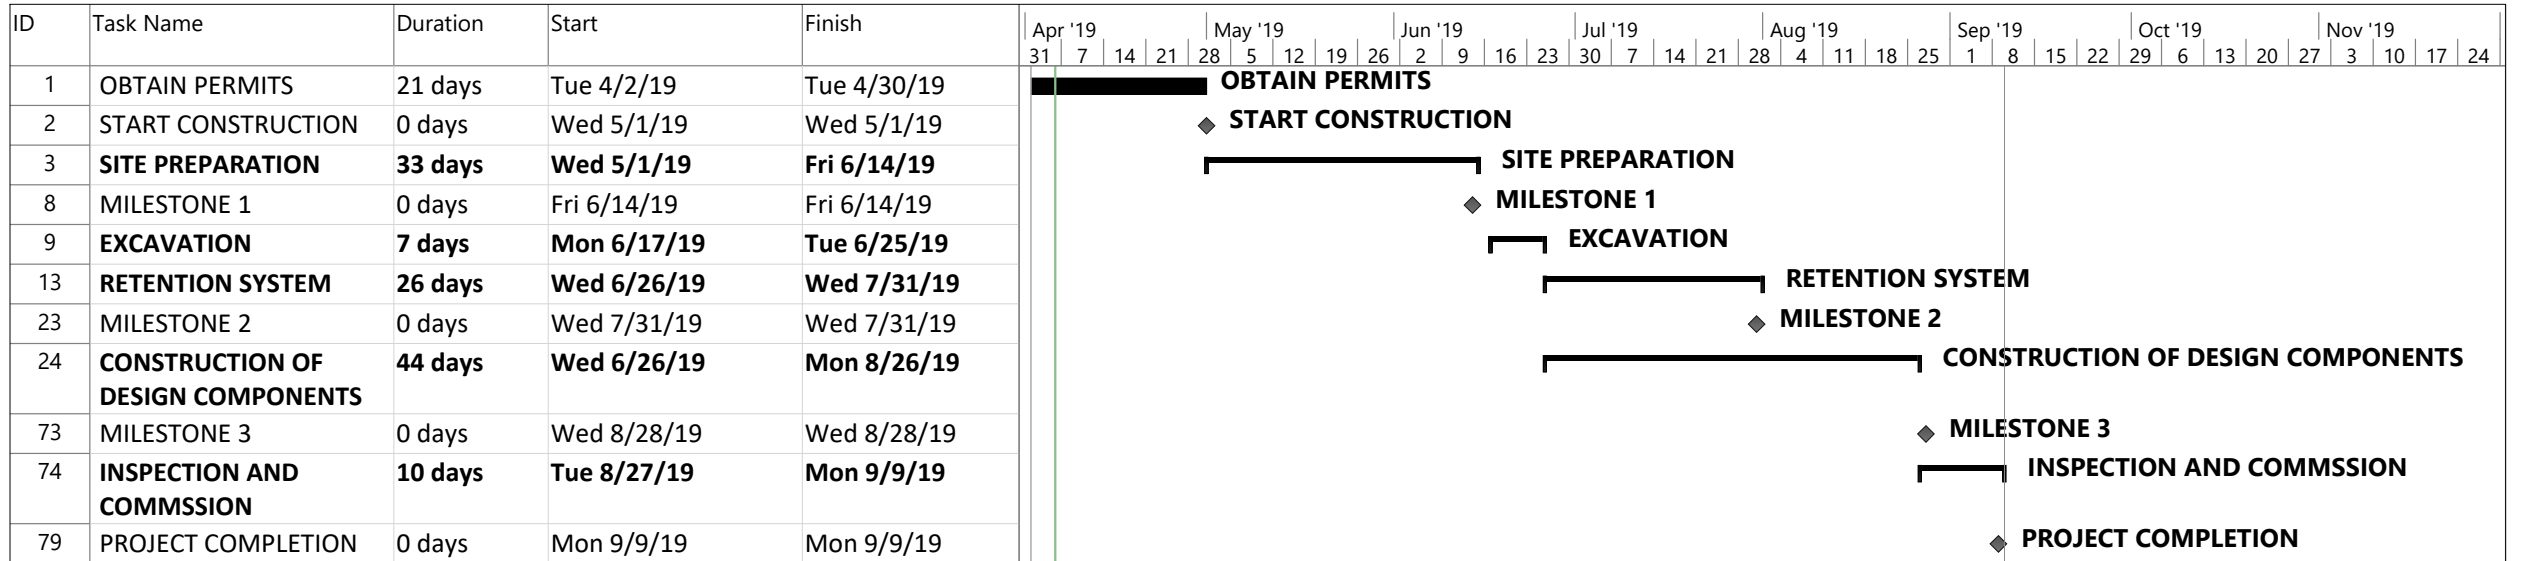 ID Task Name Duration Start Finish Apr '19 May '19 Jun '19 Jul '19 Aug '19 Sep '19 Oct '19 Nov '19
31 7 14 21 28 5 12 19 26 2 9 16 23 30 7 14 21 28 4 11 18 25 1 8 15 22 29 6 13 20 27 3 10 17 24
1 OBTAIN PERMITS 21 days Tue 4/2/19 Tue 4/30/19 OBTAIN PERMITS
2 START CONSTRUCTION 0 days Wed 5/1/19 Wed 5/1/19 START CONSTRUCTION
3 SITE PREPARATION 33 days Wed 5/1/19 Fri 6/14/19 SITE PREPARATION
8 MILESTONE 1 0 days Fri 6/14/19 Fri 6/14/19 MILESTONE 1
9 EXCAVATION 7 days Mon 6/17/19 Tue 6/25/19 EXCAVATION
13 RETENTION SYSTEM 26 days Wed 6/26/19 Wed 7/31/19 RETENTION SYSTEM
23 MILESTONE 2 0 days Wed 7/31/19 Wed 7/31/19 MILESTONE 2
24 CONSTRUCTION OF 44 days Wed 6/26/19 Mon 8/26/19 CONSTRUCTION OF DESIGN COMPONENTS
DESIGN COMPONENTS
73 MILESTONE 3 0 days Wed 8/28/19 Wed 8/28/19 MILESTONE 3
74 INSPECTION AND 10 days Tue 8/27/19 Mon 9/9/19 INSPECTION AND COMMSSION
COMMSSION
79 PROJECT COMPLETION 0 days Mon 9/9/19 Mon 9/9/19 PROJECT COMPLETION